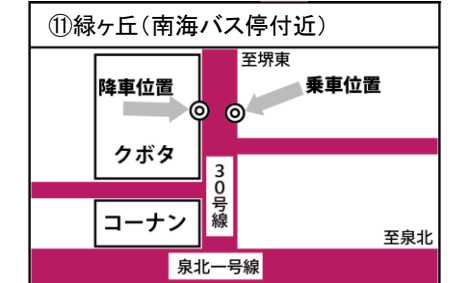 ⑪緑ヶ丘(南海バス停付近)
至堺東
降車位置
乗車位置
クボタ
30号線
コーナン
至泉北
泉北一号線